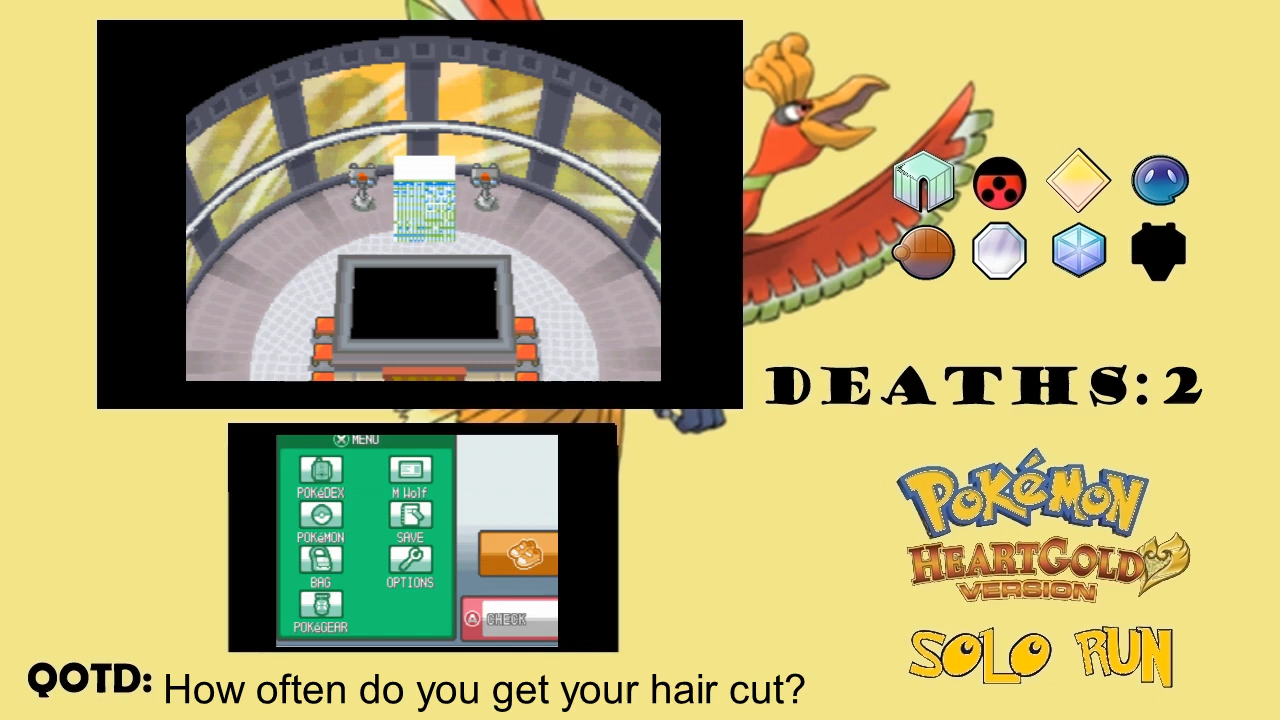 DEATHS: 2
MENU
POKéDEX
M Wolf
POKéMON
SAVE
BAG
OPTIONS
POKéGEAR
CHECK
POKéMON
HEARTGOLD
VERSION
SOLO RUN
QOTD: How often do you get your hair cut?